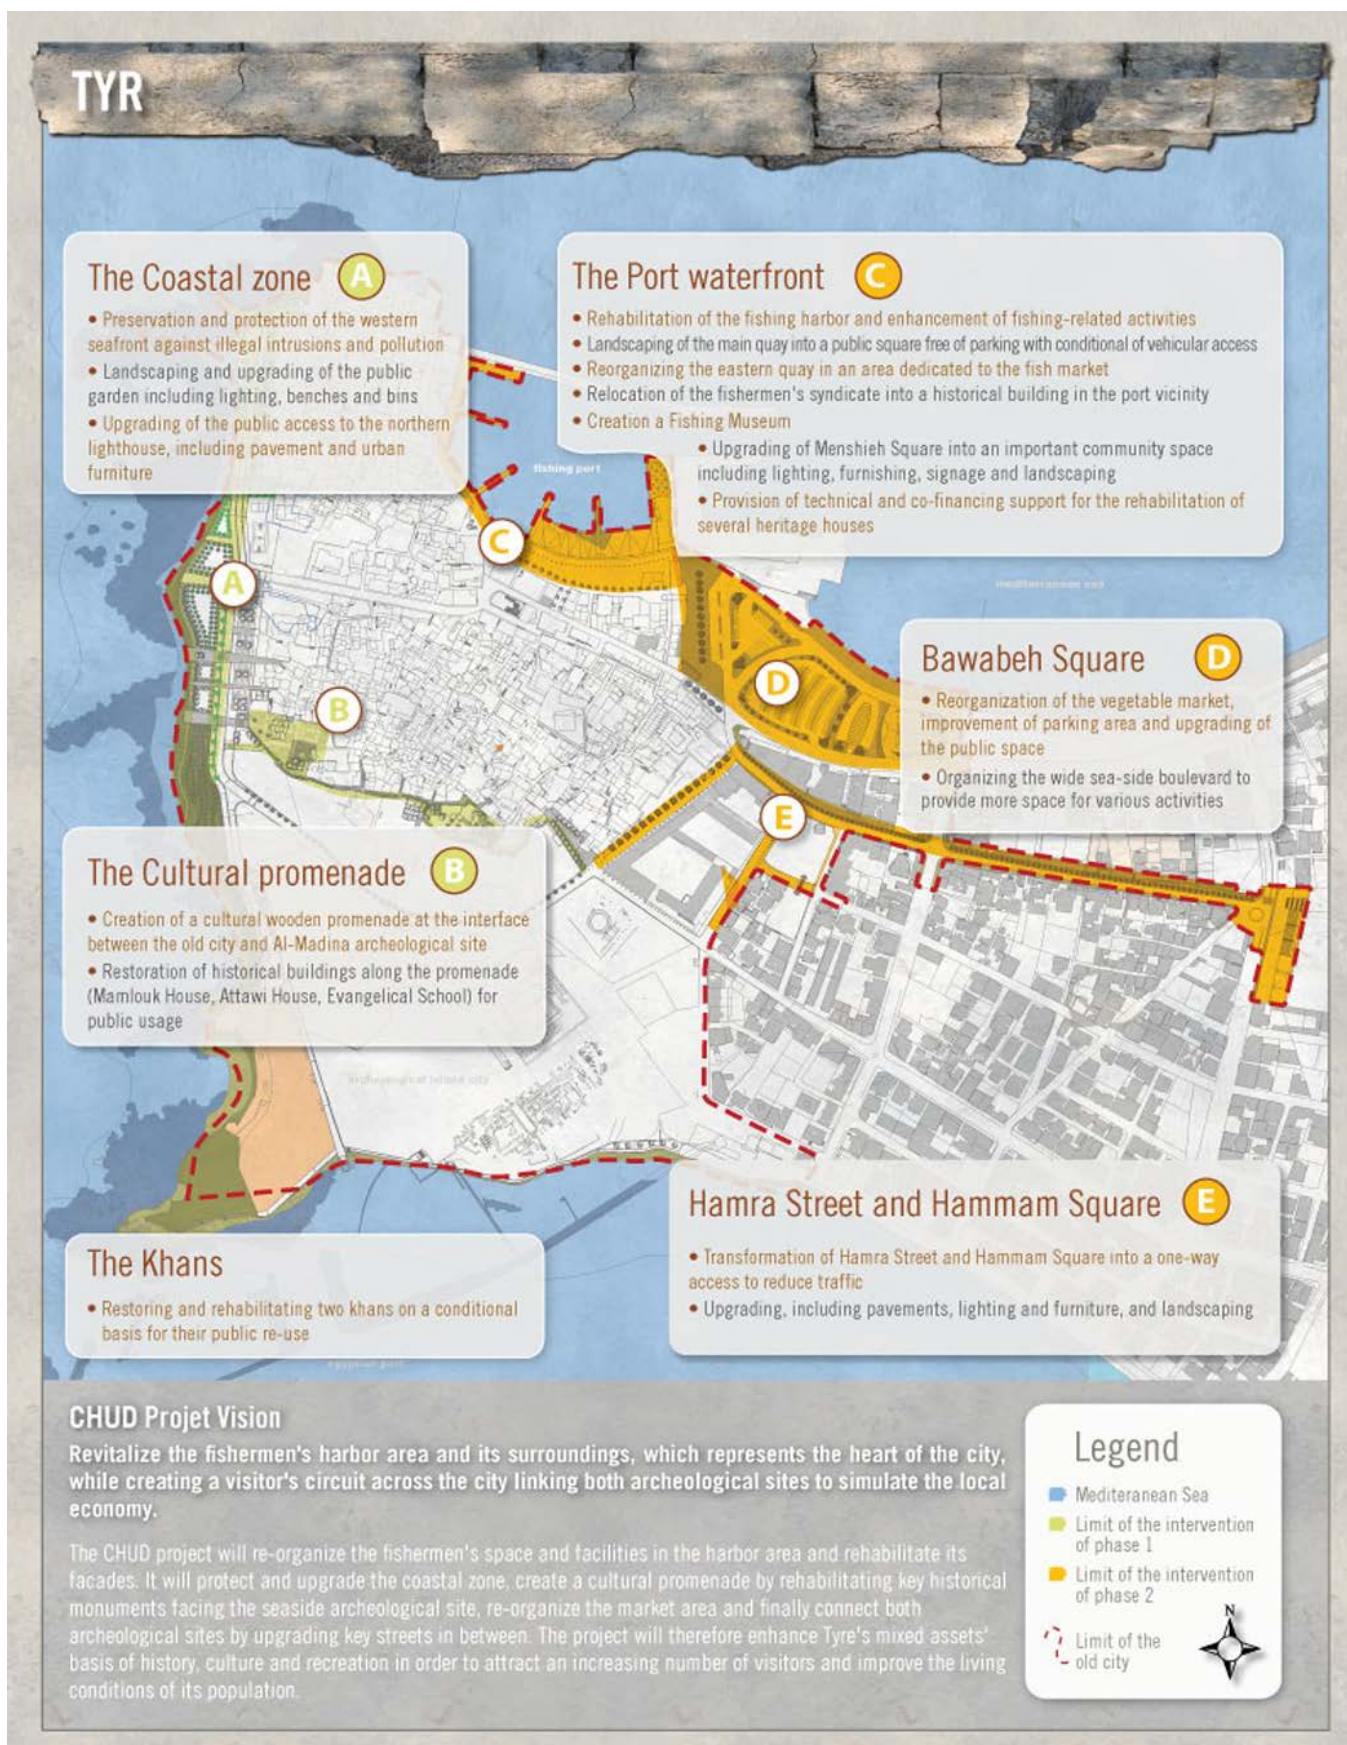 TYR
The Coastal zone A
• Preservation and protection of the western
seafront against illegal intrusions and pollution
• Landscaping and upgrading of the public
garden including lighting, benches and bins
• Upgrading of the public access to the northern
lighthouse, including pavement and urban
furniture
The Port waterfront C
• Rehabilitation of the fishing harbor and enhancement of fishing-related activities
• Landscaping of the main quay into a public square free of parking with conditional of vehicular access
• Reorganizing the eastern quay in an area dedicated to the fish market
• Relocation of the fishermen's syndicate into a historical building in the port vicinity
• Creation a Fishing Museum
• Upgrading of Menshieh Square into an important community space
including lighting, furnishing, signage and landscaping
• Provision of technical and co-financing support for the rehabilitation of
several heritage houses
fishing port
C
A
mediterranean sea
Bawabeh Square D
• Reorganization of the vegetable market,
improvement of parking area and upgrading of
the public space
• Organizing the wide sea-side boulevard to
provide more space for various activities
D
B
E
The Cultural promenade B
• Creation of a cultural wooden promenade at the interface
between the old city and Al-Madina archeological site
• Restoration of historical buildings along the promenade
(Mamlouk House, Attawi House, Evangelical School) for
public usage
archeological island city
Hamra Street and Hammam Square E
• Transformation of Hamra Street and Hammam Square into a one-way
access to reduce traffic
• Upgrading, including pavements, lighting and furniture, and landscaping
The Khans
• Restoring and rehabilitating two khans on a conditional
basis for their public re-use
egyptian port
CHUD Projet Vision
Revitalize the fishermen's harbor area and its surroundings, which represents the heart of the city,
while creating a visitor's circuit across the city linking both archeological sites to simulate the local
economy.
The CHUD project will re-organize the fishermen's space and facilities in the harbor area and rehabilitate its
facades. It will protect and upgrade the coastal zone, create a cultural promenade by rehabilitating key historical
monuments facing the seaside archeological site, re-organize the market area and finally connect both
archeological sites by upgrading key streets in between. The project will therefore enhance Tyre's mixed assets'
basis of history, culture and recreation in order to attract an increasing number of visitors and improve the living
conditions of its population.
Legend
Mediteranean Sea
Limit of the intervention
of phase 1
Limit of the intervention
of phase 2
Limit of the
old city
N